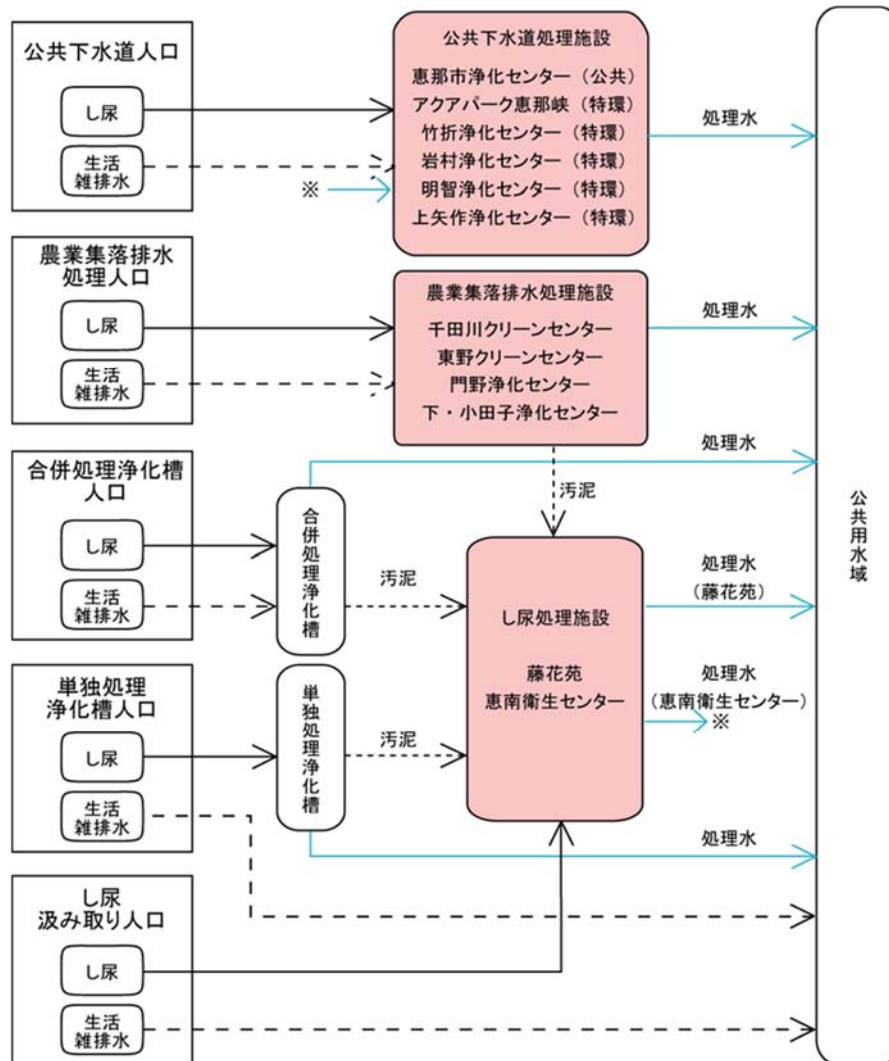 公共下水道人口
し尿
生活
雑排水
※
公共下水道処理施設
恵那市浄化センター（公共）
アクアパーク恵那峡（特環）
竹折浄化センター（特環）
岩村浄化センター（特環）
明智浄化センター（特環）
上矢作浄化センター（特環）
処理水
農業集落排水
処理人口
し尿
生活
雑排水
農業集落排水処理施設
千田川クリーンセンター
東野クリーンセンター
門野浄化センター
下・小田子浄化センター
処理水
処理水
汚泥
合併処理浄化槽
人口
し尿
生活
雑排水
合併処理浄化槽
汚泥
し尿処理施設
藤花苑
恵南衛生センター
処理水
（藤花苑）
処理水
（恵南衛生センター）
※
単独処理
浄化槽人口
し尿
生活
雑排水
単独処理浄化槽
汚泥
処理水
し尿
汲み取り人口
し尿
生活
雑排水
公共用水域